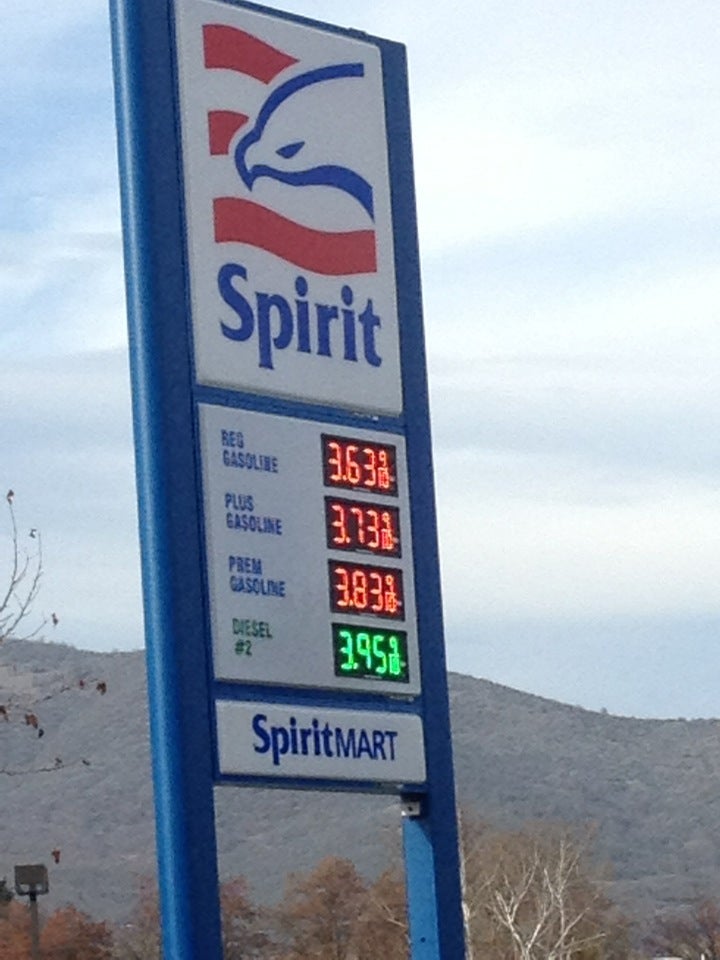 Spirit
REG
GASOLINE
3.63 9/10
PLUS
GASOLINE
3.73 9/10
PREM
GASOLINE
3.83 9/10
DIESEL
#2
3.95 9/10
SpiritMART